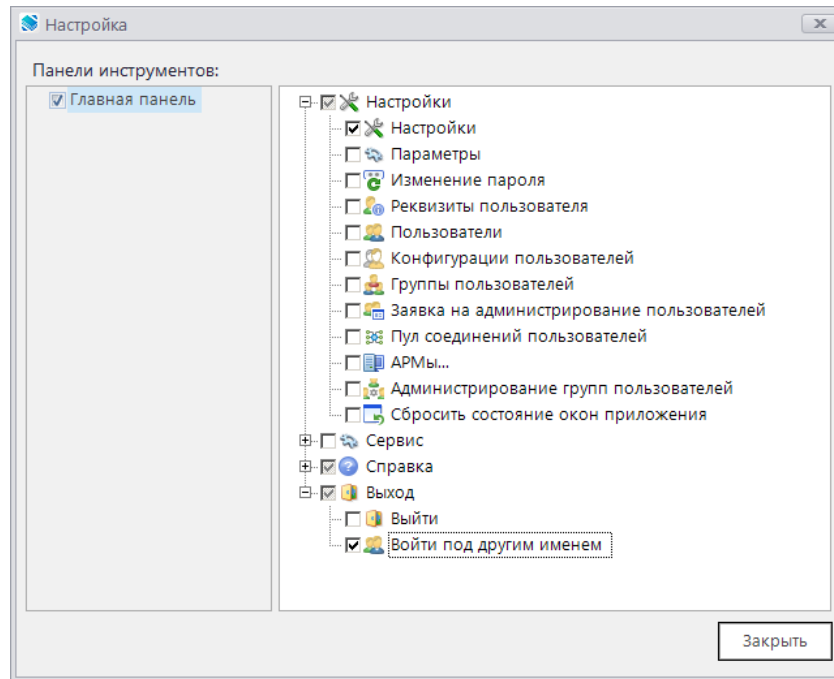 Настройка
Панели инструментов:
Главная панель
Настройки
Настройки
Параметры
Изменение пароля
Реквизиты пользователя
Пользователи
Конфигурации пользователей
Группы пользователей
Заявка на администрирование пользователей
Пул соединений пользователей
АРМы...
Администрирование групп пользователей
Сбросить состояние окон приложения
Сервис
Справка
Выход
Выйти
Войти под другим именем
Закрыть